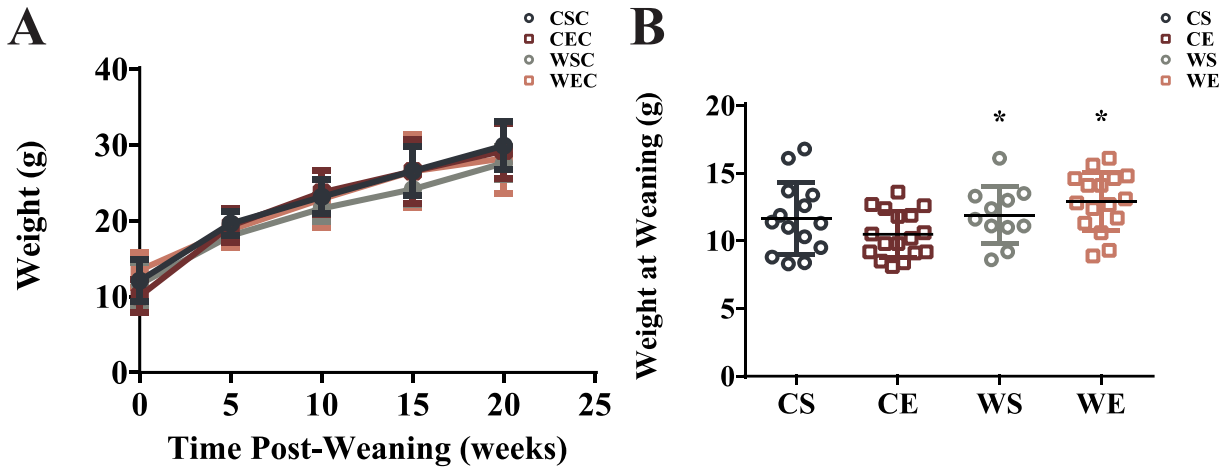 A
CSC
CEC
WSC
WEC
Weight (g)
40
30
20
10
0
0 5 10 15 20 25
Time Post-Weaning (weeks)
B
CS
CE
WS
WE
Weight at Weaning (g)
20
15
10
5
0
* *
CS CE WS WE